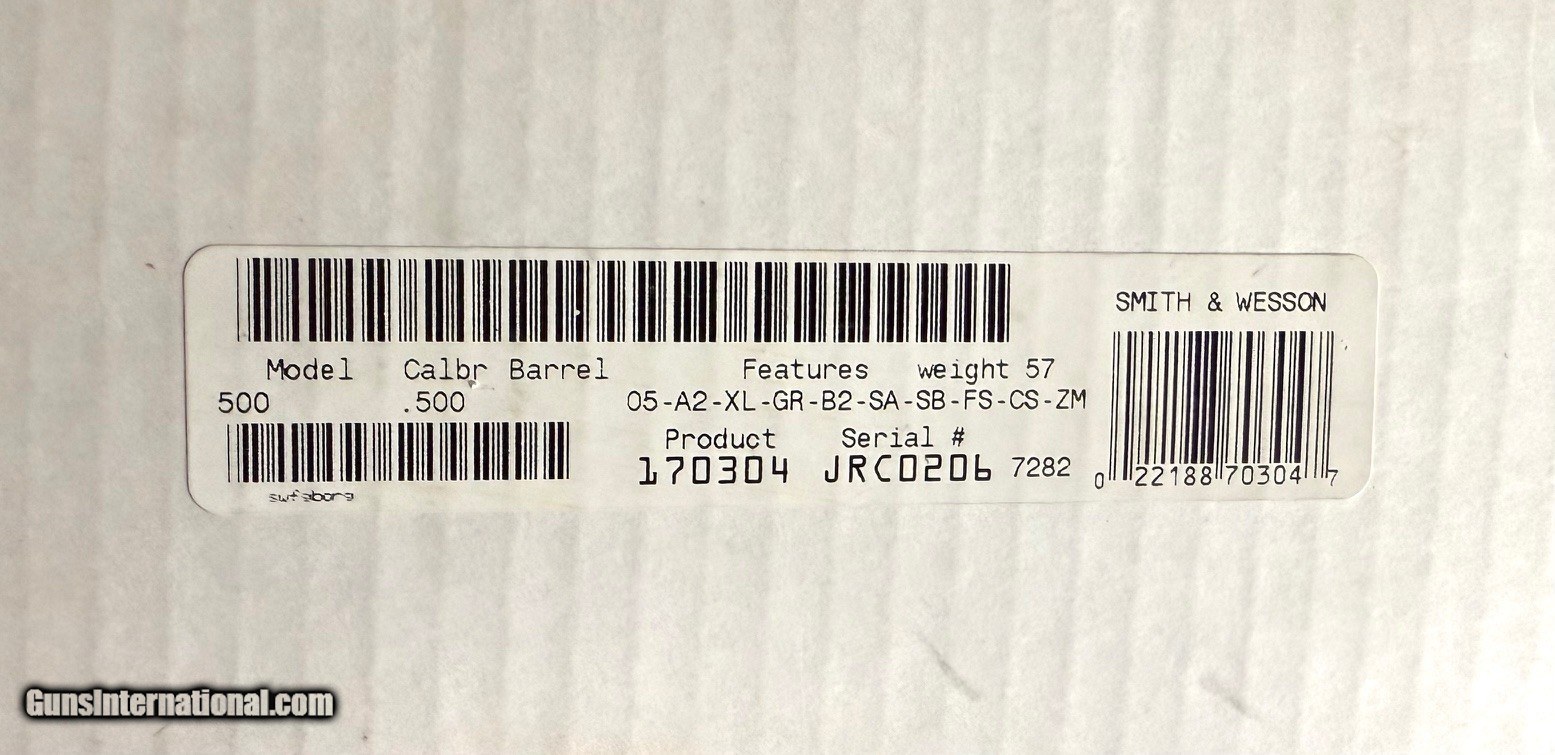 SMITH & WESSON
Model Calbr Barrel Features weight 57
500 .500 05-A2-XL-GR-B2-SA-SB-FS-CS-ZM
Product Serial #
170304 JRC0206 7282
0 22188 70304 7
swfgborg
GunsInternational.com